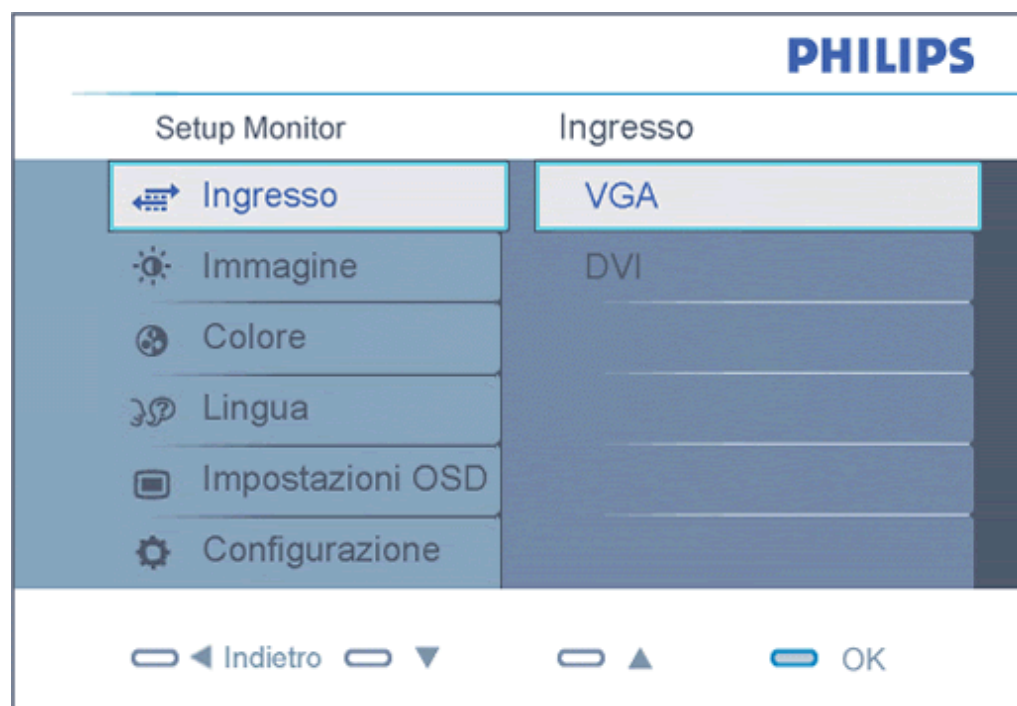 PHILIPS
Setup Monitor
Ingresso
Ingresso
VGA
Immagine
DVI
Colore
Lingua
Impostazioni OSD
Configurazione
Indietro
OK